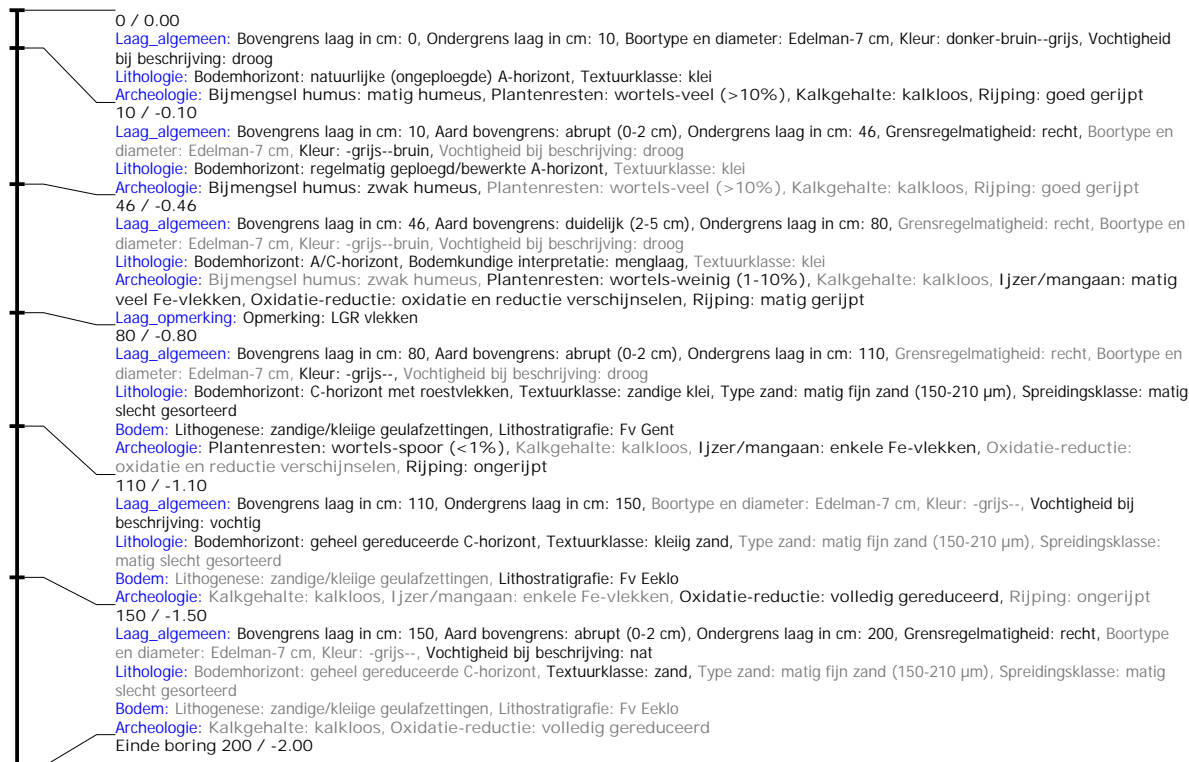 0 / 0.00
Laag_algemeen: Bovengrens laag in cm: 0, Ondergrens laag in cm: 10, Boortype en diameter: Edelman-7 cm, Kleur: donker-bruin--grijs, Vochtigheid
bij beschrijving: droog
Lithologie: Bodemhorizont: natuurlijke (ongeploegde) A-horizont, Textuurklasse: klei
Archeologie: Bijmengsel humus: matig humeus, Plantenresten: wortels-veel (>10%), Kalkgehalte: kalkloos, Rijping: goed gerijpt
10 / -0.10
Laag_algemeen: Bovengrens laag in cm: 10, Aard bovengrens: abrupt (0-2 cm), Ondergrens laag in cm: 46, Grensregelmatigheid: recht, Boortype en
diameter: Edelman-7 cm, Kleur: -grijs--bruin, Vochtigheid bij beschrijving: droog
Lithologie: Bodemhorizont: regelmatig geploegd/bewerkte A-horizont, Textuurklasse: klei
Archeologie: Bijmengsel humus: zwak humeus, Plantenresten: wortels-veel (>10%), Kalkgehalte: kalkloos, Rijping: goed gerijpt
46 / -0.46
Laag_algemeen: Bovengrens laag in cm: 46, Aard bovengrens: duidelijk (2-5 cm), Ondergrens laag in cm: 80, Grensregelmatigheid: recht, Boortype en
diameter: Edelman-7 cm, Kleur: -grijs--bruin, Vochtigheid bij beschrijving: droog
Lithologie: Bodemhorizont: A/C-horizont, Bodemkundige interpretatie: menglaag, Textuurklasse: klei
Archeologie: Bijmengsel humus: zwak humeus, Plantenresten: wortels-weinig (1-10%), Kalkgehalte: kalkloos, Ijzer/mangaan: matig
veel Fe-vlekken, Oxidatie-reductie: oxidatie en reductie verschijnselen, Rijping: matig gerijpt
Laag_opmerking: Opmerking: LGR vlekken
80 / -0.80
Laag_algemeen: Bovengrens laag in cm: 80, Aard bovengrens: abrupt (0-2 cm), Ondergrens laag in cm: 110, Grensregelmatigheid: recht, Boortype en
diameter: Edelman-7 cm, Kleur: -grijs--, Vochtigheid bij beschrijving: droog
Lithologie: Bodemhorizont: C-horizont met roestvlekken, Textuurklasse: zandige klei, Type zand: matig fijn zand (150-210 µm), Spreidingsklasse: matig
slecht gesorteerd
Bodem: Lithogenese: zandige/kleiige geulafzettingen, Lithostratigrafie: Fv Gent
Archeologie: Plantenresten: wortels-spoor (<1%), Kalkgehalte: kalkloos, Ijzer/mangaan: enkele Fe-vlekken, Oxidatie-reductie:
oxidatie en reductie verschijnselen, Rijping: ongerijpt
110 / -1.10
Laag_algemeen: Bovengrens laag in cm: 110, Ondergrens laag in cm: 150, Boortype en diameter: Edelman-7 cm, Kleur: -grijs--, Vochtigheid bij
beschrijving: vochtig
Lithologie: Bodemhorizont: geheel gereduceerde C-horizont, Textuurklasse: kleiig zand, Type zand: matig fijn zand (150-210 µm), Spreidingsklasse:
matig slecht gesorteerd
Bodem: Lithogenese: zandige/kleiige geulafzettingen, Lithostratigrafie: Fv Eeklo
Archeologie: Kalkgehalte: kalkloos, Ijzer/mangaan: enkele Fe-vlekken, Oxidatie-reductie: volledig gereduceerd, Rijping: ongerijpt
150 / -1.50
Laag_algemeen: Bovengrens laag in cm: 150, Aard bovengrens: abrupt (0-2 cm), Ondergrens laag in cm: 200, Grensregelmatigheid: recht, Boortype
en diameter: Edelman-7 cm, Kleur: -grijs--, Vochtigheid bij beschrijving: nat
Lithologie: Bodemhorizont: geheel gereduceerde C-horizont, Textuurklasse: zand, Type zand: matig fijn zand (150-210 µm), Spreidingsklasse: matig
slecht gesorteerd
Bodem: Lithogenese: zandige/kleiige geulafzettingen, Lithostratigrafie: Fv Eeklo
Archeologie: Kalkgehalte: kalkloos, Oxidatie-reductie: volledig gereduceerd
Einde boring 200 / -2.00